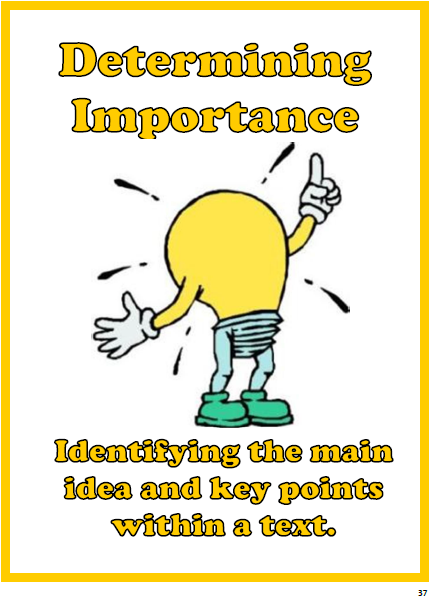 Determining
Importance
Identifying the main
idea and key points
within a text.
37